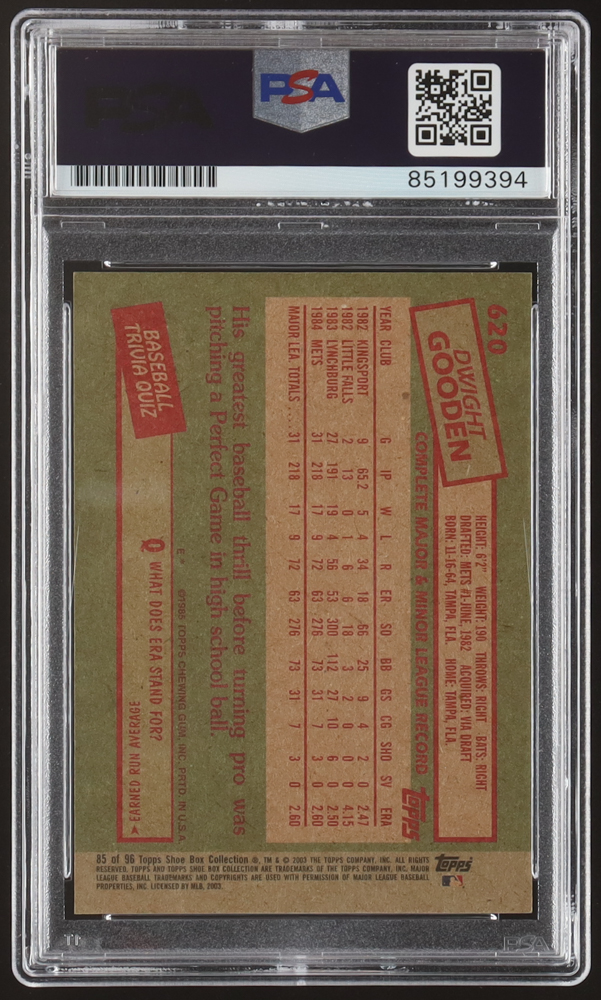 PSA
PSA
85199394
620
DWIGHT
GOODEN
HEIGHT: 6'2" WEIGHT: 190 THROWS: RIGHT BATS: RIGHT
DRAFTED: METS #1-JUNE, 1982 ACQUIRED: VIA DRAFT
BORN: 11-16-64, TAMPA, FLA. HOME: TAMPA, FLA.
COMPLETE MAJOR & MINOR LEAGUE RECORD
topps
YEAR CLUB G IP W L R ER SO BB GS CG SHO SV ERA
1982 KINGSPORT 9 65.2 5 4 34 18 66 25 9 4 2 0 2.47
1982 LITTLE FALLS 2 13 0 1 6 6 18 3 2 0 0 0 4.15
1983 LYNCHBURG 27 191 19 4 56 53 300 112 27 10 6 0 2.50
1984 METS 31 218 17 9 72 63 276 73 31 7 3 0 2.60
MAJOR LEA. TOTALS.... 31 218 17 9 72 63 276 73 31 7 3 0 2.60
His greatest baseball thrill before turning pro was
pitching a Perfect Game in high school ball.
E* ©1985 TOPPS CHEWING GUM, INC. PRTD. IN U.S.A.
BASEBALL
TRIVIA QUIZ
Q WHAT DOES ERA STAND FOR?
EARNED RUN AVERAGE
topps
85 of 96 Topps Shoe Box Collection ®, TM & © 2003 THE TOPPS COMPANY, INC. ALL RIGHTS
RESERVED. TOPPS AND TOPPS SHOE BOX COLLECTION ARE TRADEMARKS OF THE TOPPS COMPANY, INC. MAJOR
LEAGUE BASEBALL TRADEMARKS AND COPYRIGHTS ARE USED WITH PERMISSION OF MAJOR LEAGUE BASEBALL
PROPERTIES, INC. LICENSED BY MLB, 2003.
PSA